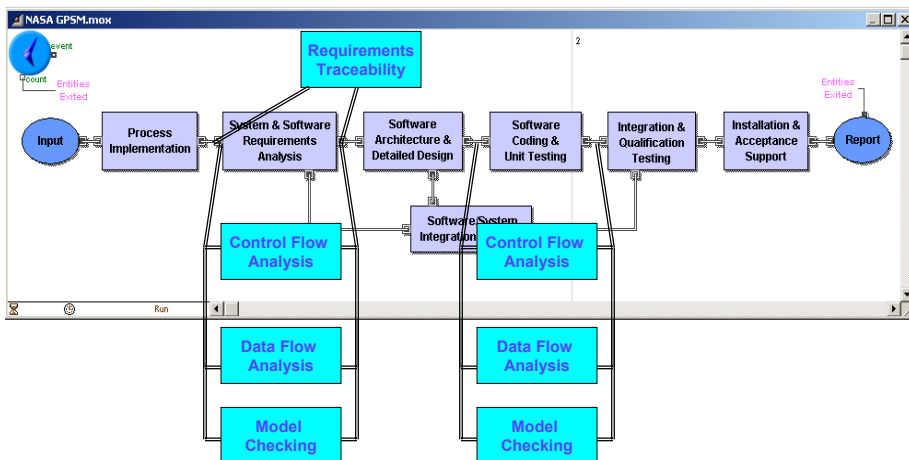 NASA GPSM.mox
event
count
Entities
Exited
2
Requirements
Traceability
Entities
Exited
Input
Process
Implementation
System & Software
Requirements
Analysis
Software
Architecture &
Detailed Design
Software
Coding &
Unit Testing
Integration &
Qualification
Testing
Installation &
Acceptance
Support
Report
Software/System
Integration
Control Flow
Analysis
Control Flow
Analysis
Run
Data Flow
Analysis
Data Flow
Analysis
Model
Checking
Model
Checking